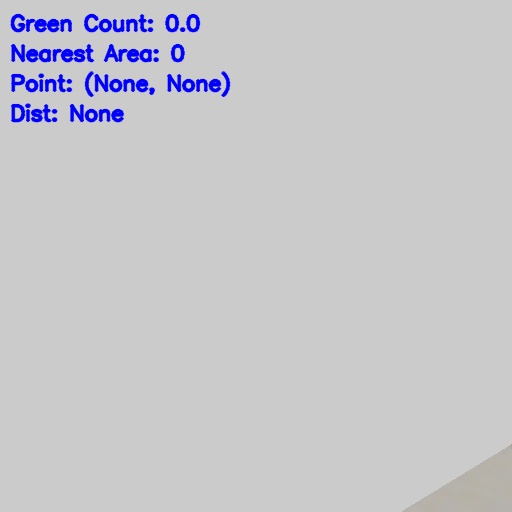 Green Count: 0.0
Nearest Area: 0
Point: (None, None)
Dist: None